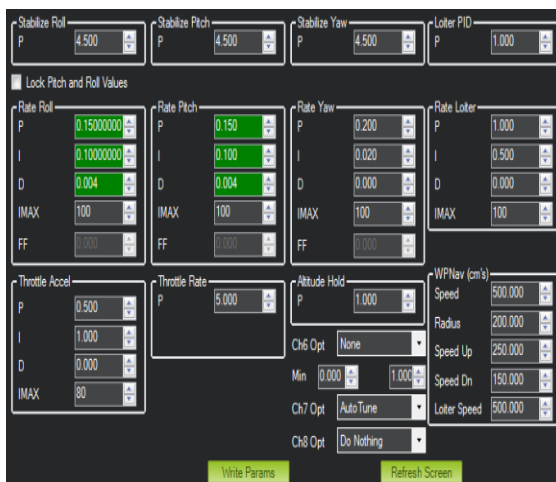 Stabilize Roll
P 4.500
Stabilize Pitch
P 4.500
Stabilize Yaw
P 4.500
Loiter PID
P 1.000
Lock Pitch and Roll Values
Rate Roll
P 0.15000000
I 0.10000000
D 0.004
IMAX 100
FF 0.000
Rate Pitch
P 0.150
I 0.100
D 0.004
IMAX 100
FF 0.000
Rate Yaw
P 0.200
I 0.020
D 0.000
IMAX 100
FF 0.000
Rate Loiter
P 1.000
I 0.500
D 0.000
IMAX 100
Throttle Accel
P 0.500
I 1.000
D 0.000
IMAX 80
Throttle Rate
P 5.000
Altitude Hold
P 1.000
Ch6 Opt None
Min 0.000 1.000
Ch7 Opt AutoTune
Ch8 Opt Do Nothing
WPNav (cm's)
Speed 500.000
Radius 200.000
Speed Up 250.000
Speed Dn 150.000
Loiter Speed 500.000
Write Params
Refresh Screen